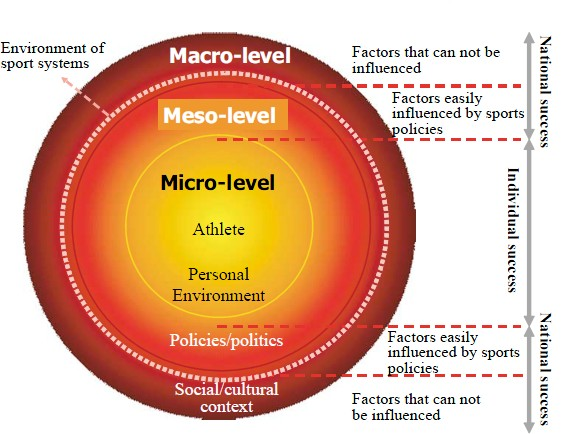 Macro-level
Environment of
sport systems
Factors that can not be
influenced
Meso-level
Factors easily
influenced by sports
policies
National success
Micro-level
Athlete
Personal
Environment
Individual success
Policies/politics
Factors easily
influenced by sports
policies
Social/cultural
context
Factors that can not
be influenced
National success